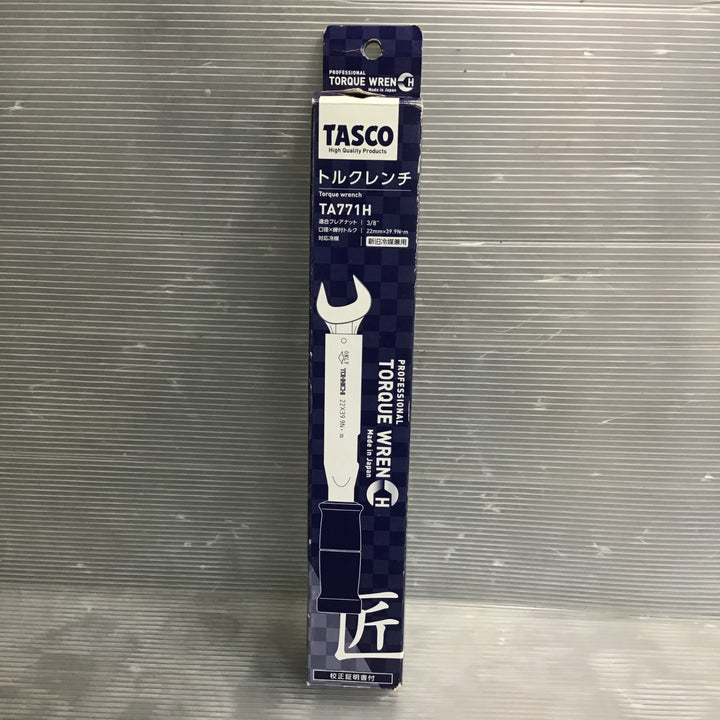 PROFESSIONAL
TORQUE WRENCH
Made in Japan
TASCO
High Quality Products
トルクレンチ
Torque wrench
TA771H
適合フレアナット | 3/8"
口径×締付トルク | 22mm×39.9N・m
対応冷媒 | 新旧冷媒兼用
TOHNICHI 22X39.9N・m
PROFESSIONAL
TORQUE WRENCH
Made in Japan
匠
校正証明書付